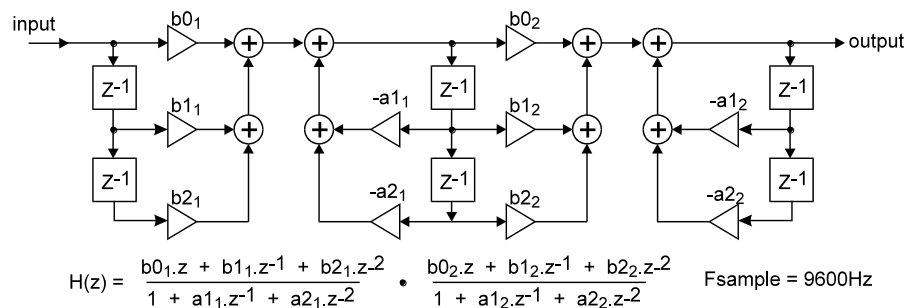 b0₁
b0₂
input
+
+
+
+
output
Z⁻¹
Z⁻¹
Z⁻¹
b1₁
-a1₁
b1₂
-a1₂
+
+
+
+
Z⁻¹
Z⁻¹
Z⁻¹
b2₁
-a2₁
b2₂
-a2₂
b0₁.z + b1₁.z⁻¹ + b2₁.z⁻²
b0₂.z + b1₂.z⁻¹ + b2₂.z⁻²
H(z) =
•
Fsample = 9600Hz
1 + a1₁.z⁻¹ + a2₁.z⁻²
1 + a1₂.z⁻¹ + a2₂.z⁻²